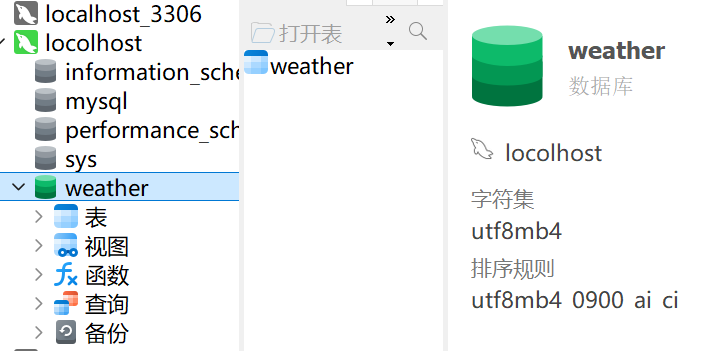 localhost_3306
locolhost
information_sche
mysql
performance_sch
sys
weather
表
视图
函数
查询
备份
打开表
weather
weather
数据库
locolhost
字符集
utf8mb4
排序规则
utf8mb4_0900_ai_ci